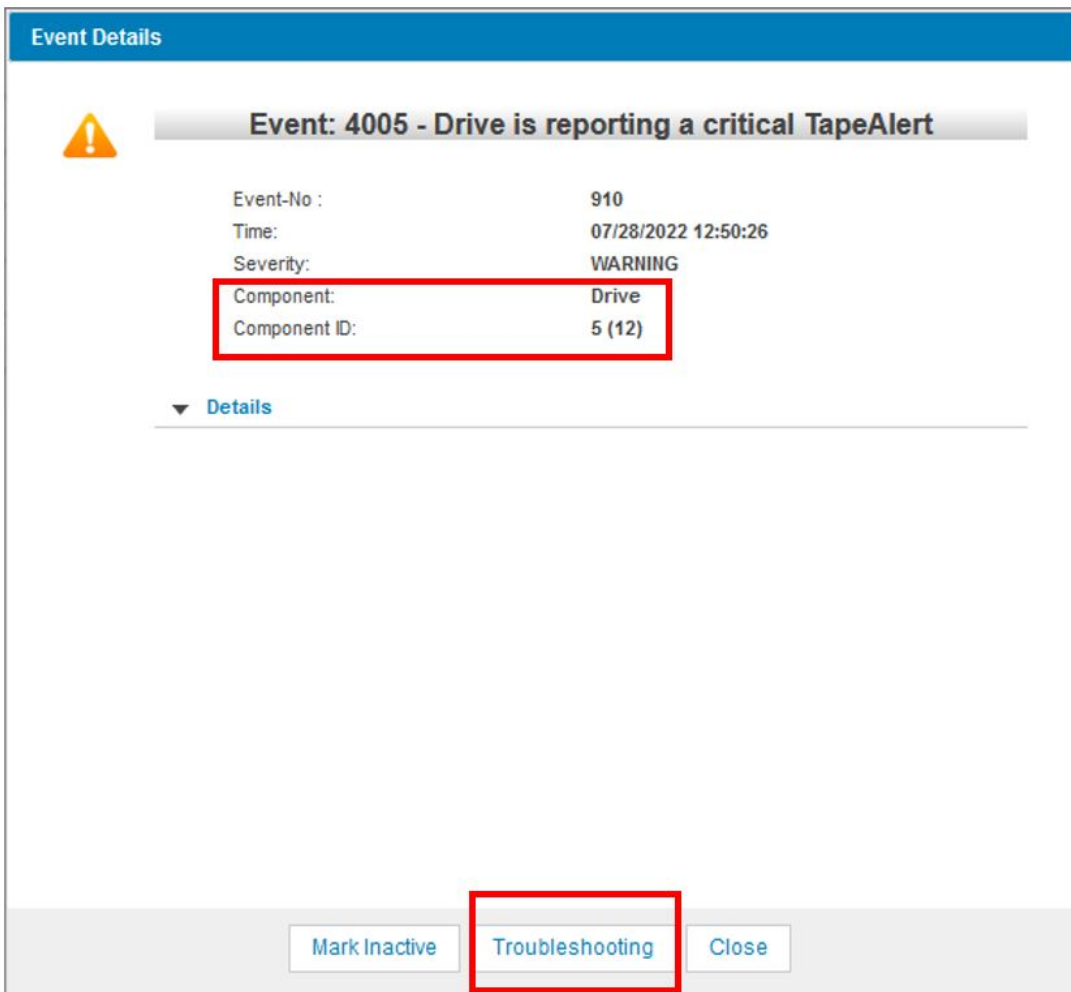 Event Details
Event: 4005 - Drive is reporting a critical TapeAlert
Event-No : 910
Time: 07/28/2022 12:50:26
Severity: WARNING
Component: Drive
Component ID: 5 (12)
Details
Mark Inactive Troubleshooting Close